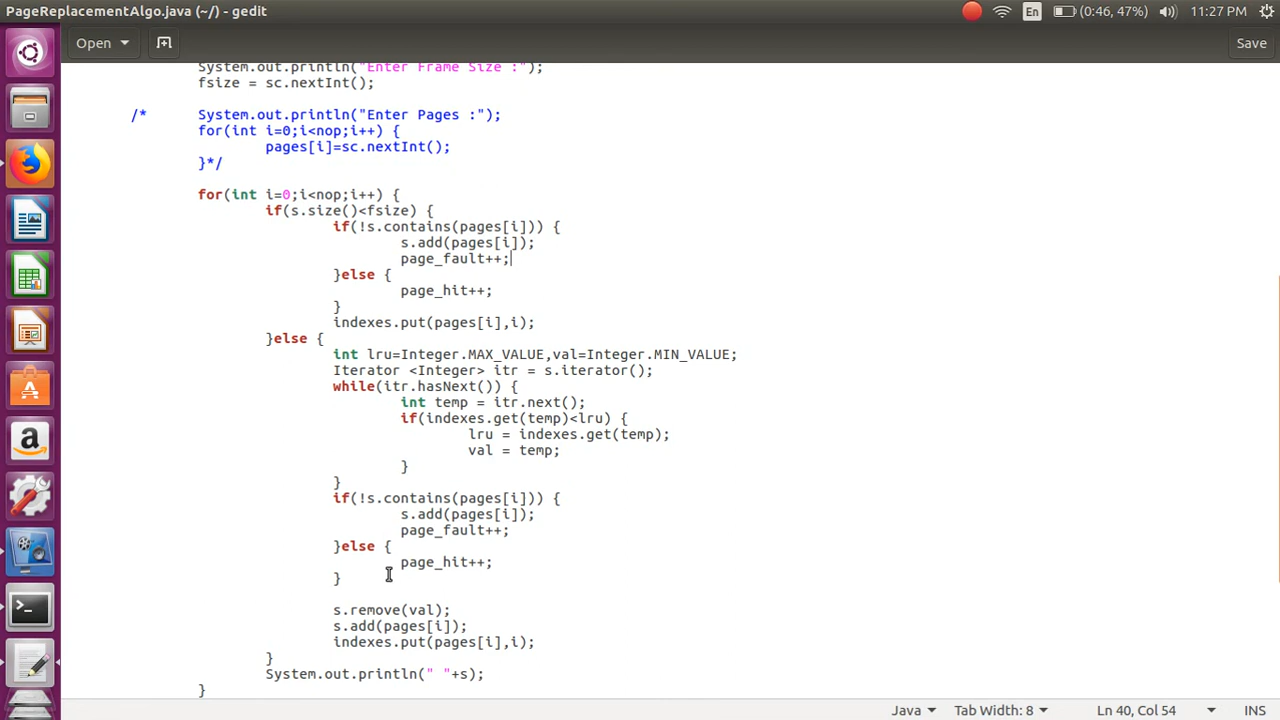 PageReplacementAlgo.java (~/) - gedit
En
(0:46, 47%)
11:27 PM
Open
Save
System.out.println("Enter Frame Size :");
fsize = sc.nextInt();
/* System.out.println("Enter Pages :");
for(int i=0;i<nop;i++) {
pages[i]=sc.nextInt();
}*/
for(int i=0;i<nop;i++) {
if(s.size()<fsize) {
if(!s.contains(pages[i])) {
s.add(pages[i]);
page_fault++;
}else {
page_hit++;
}
indexes.put(pages[i],i);
}else {
int lru=Integer.MAX_VALUE,val=Integer.MIN_VALUE;
Iterator <Integer> itr = s.iterator();
while(itr.hasNext()) {
int temp = itr.next();
if(indexes.get(temp)<lru) {
lru = indexes.get(temp);
val = temp;
}
}
if(!s.contains(pages[i])) {
s.add(pages[i]);
page_fault++;
}else {
page_hit++;
}
s.remove(val);
s.add(pages[i]);
indexes.put(pages[i],i);
}
System.out.println(" "+s);
}
Java
Tab Width: 8
Ln 40, Col 54
INS